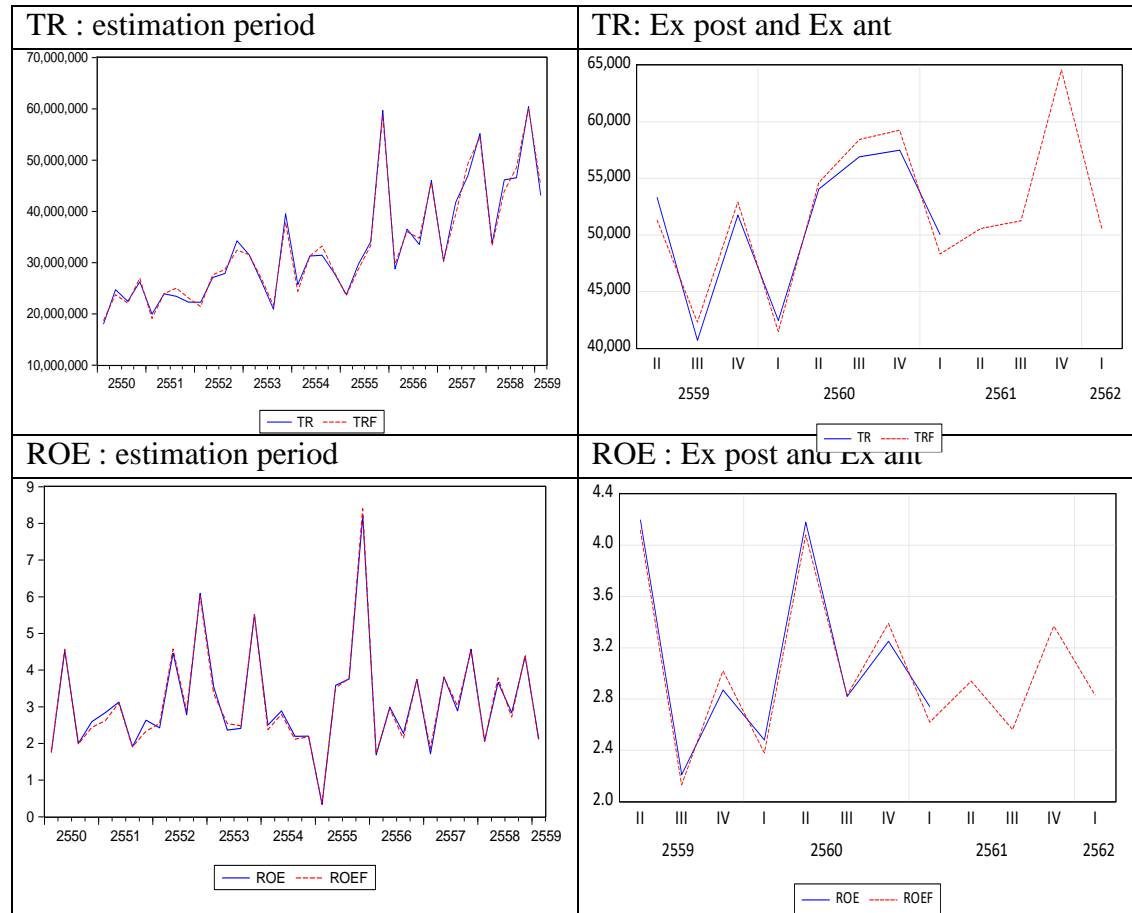 TR : estimation period
70,000,000
60,000,000
50,000,000
40,000,000
30,000,000
20,000,000
10,000,000
2550 2551 2552 2553 2554 2555 2556 2557 2558 2559
TR TRF
TR: Ex post and Ex ant
65,000
60,000
55,000
50,000
45,000
40,000
II III IV I II III IV I II III IV I
2559 2560 2561 2562
TR TRF
ROE : estimation period
9
8
7
6
5
4
3
2
1
0
2550 2551 2552 2553 2554 2555 2556 2557 2558 2559
ROE ROEF
ROE : Ex post and Ex ant
4.4
4.0
3.6
3.2
2.8
2.4
2.0
II III IV I II III IV I II III IV I
2559 2560 2561 2562
ROE ROEF